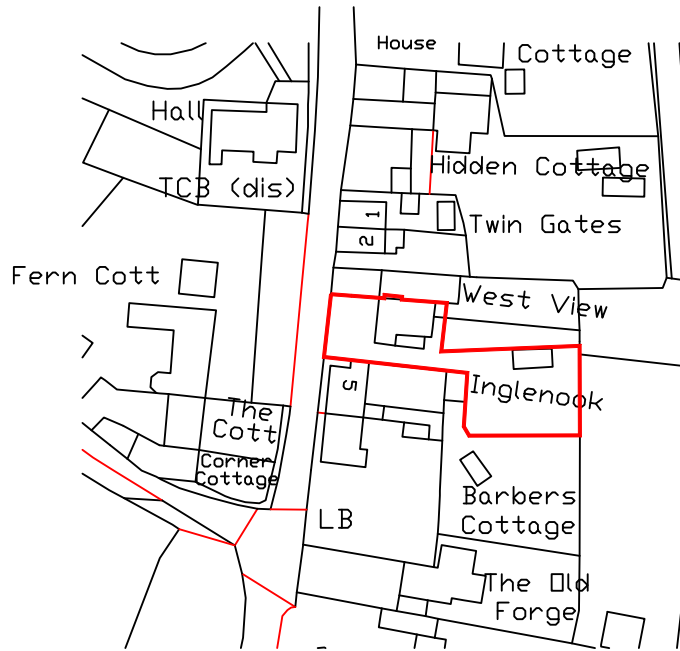 House
Cottage
Hall
Hidden Cottage
TCB (dis)
1
Twin Gates
2
Fern Cott
West View
5
Inglenook
The
Cott
Corner
Cottage
Barbers
Cottage
LB
The Old
Forge